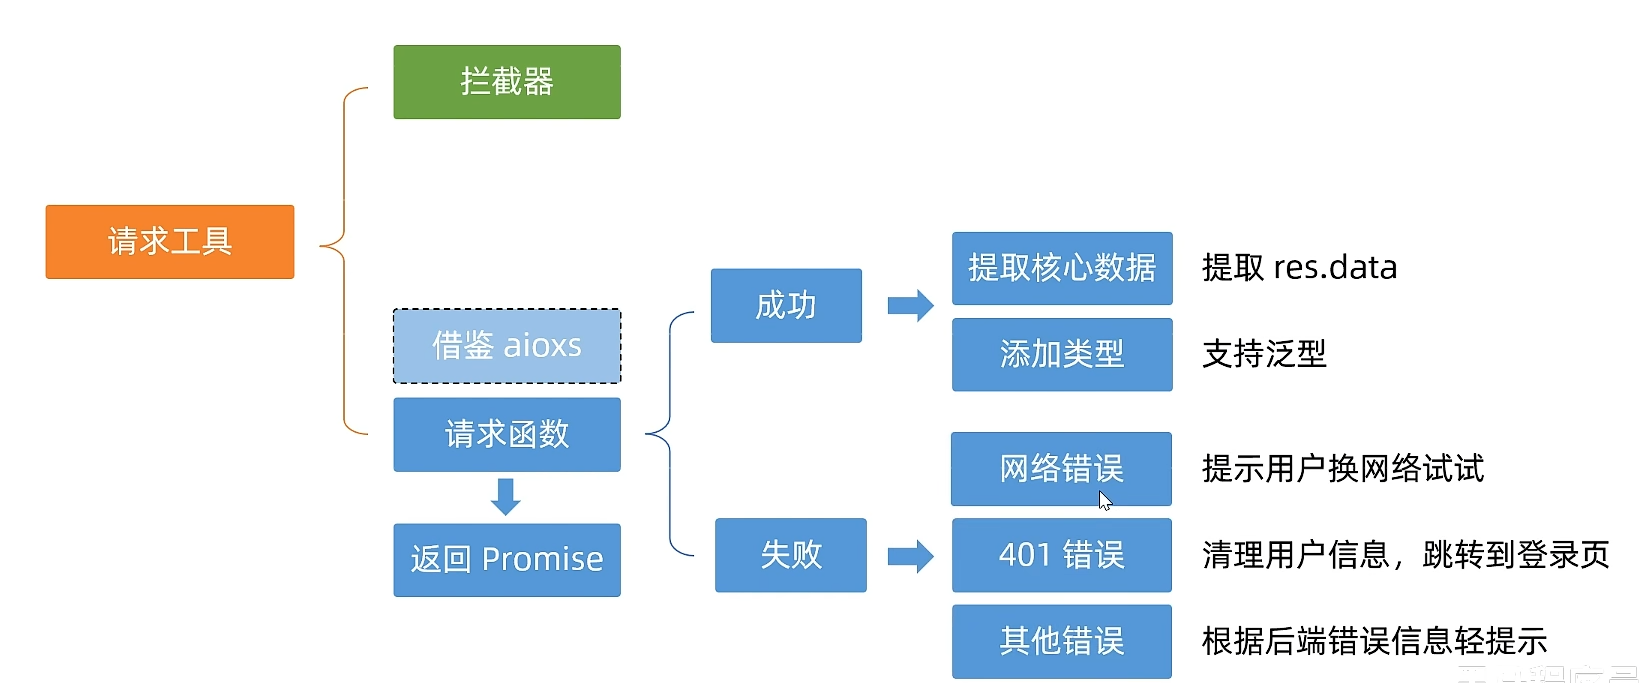 拦截器
请求工具
借鉴 aioxs
请求函数
返回 Promise
成功
提取核心数据 提取 res.data
添加类型 支持泛型
失败
网络错误 提示用户换网络试试
401 错误 清理用户信息，跳转到登录页
其他错误 根据后端错误信息轻提示